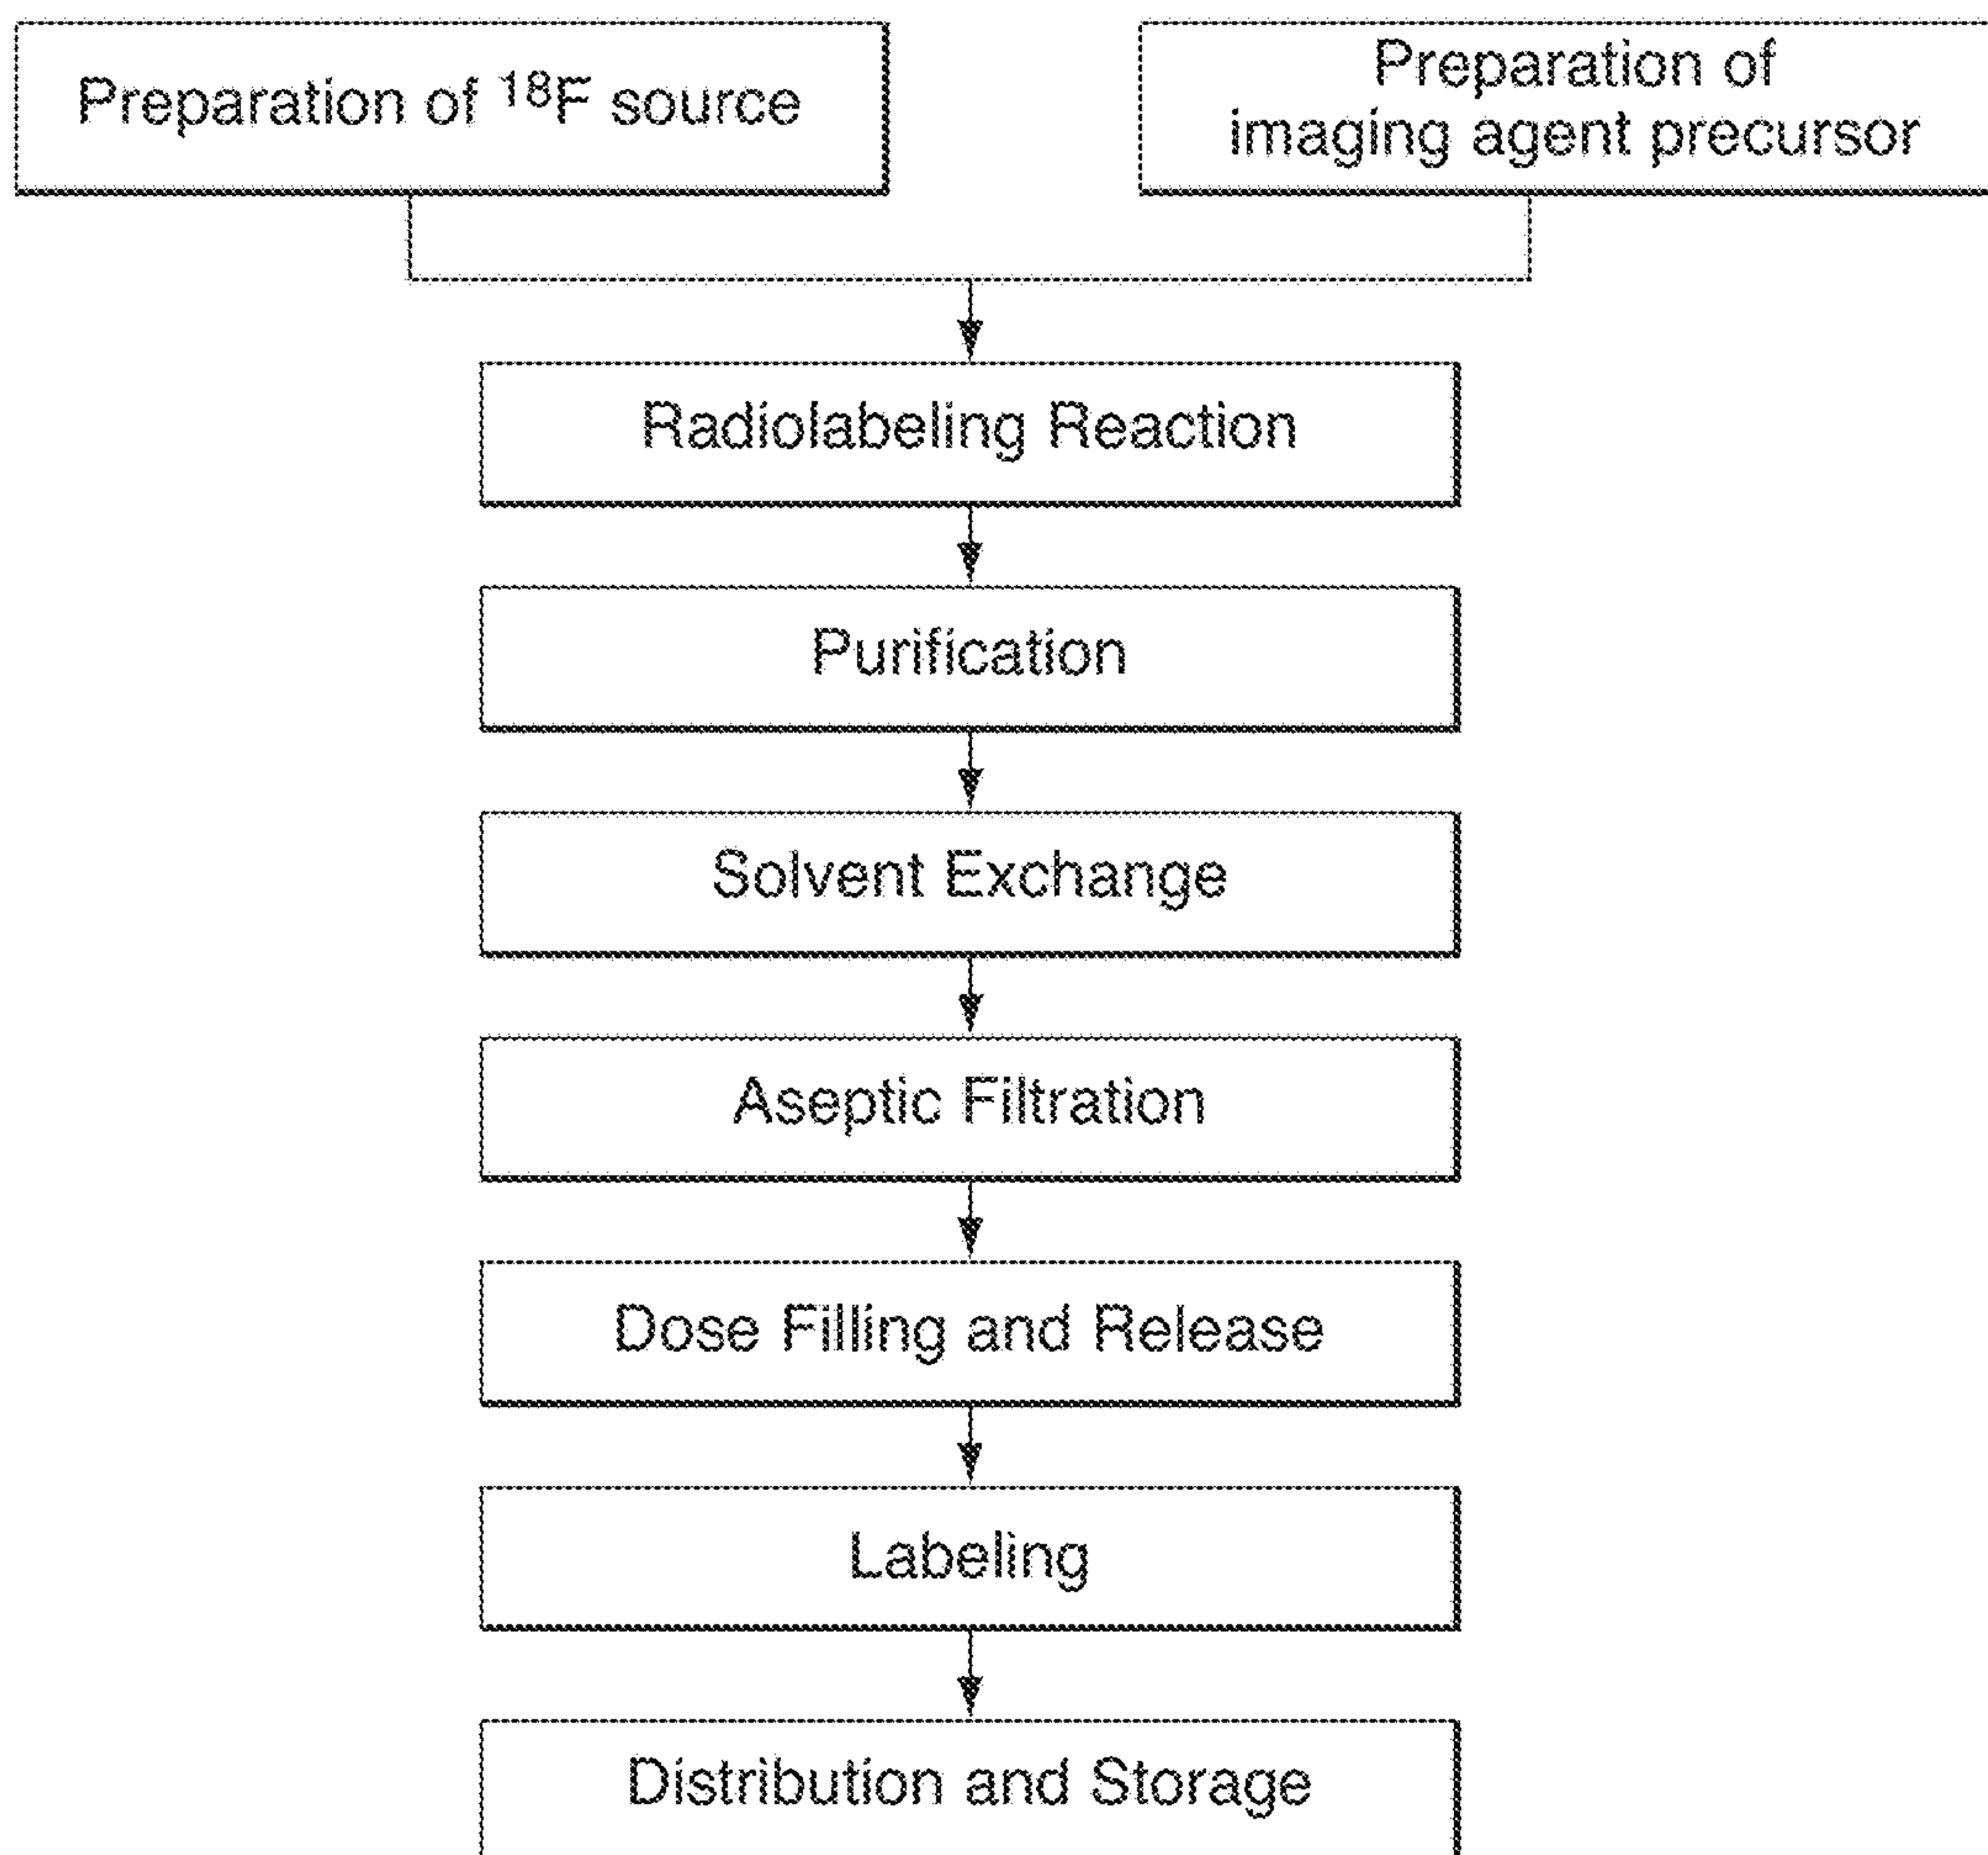 Preparation of ¹⁸F source
Preparation of
imaging agent precursor
Radiolabeling Reaction
Purification
Solvent Exchange
Aseptic Filtration
Dose Filling and Release
Labeling
Distribution and Storage